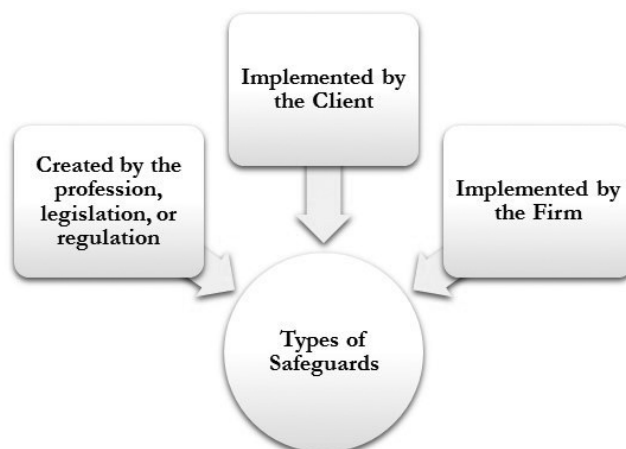 Implemented by
the Client
Created by the
profession,
legislation, or
regulation
Implemented by
the Firm
Types of
Safeguards